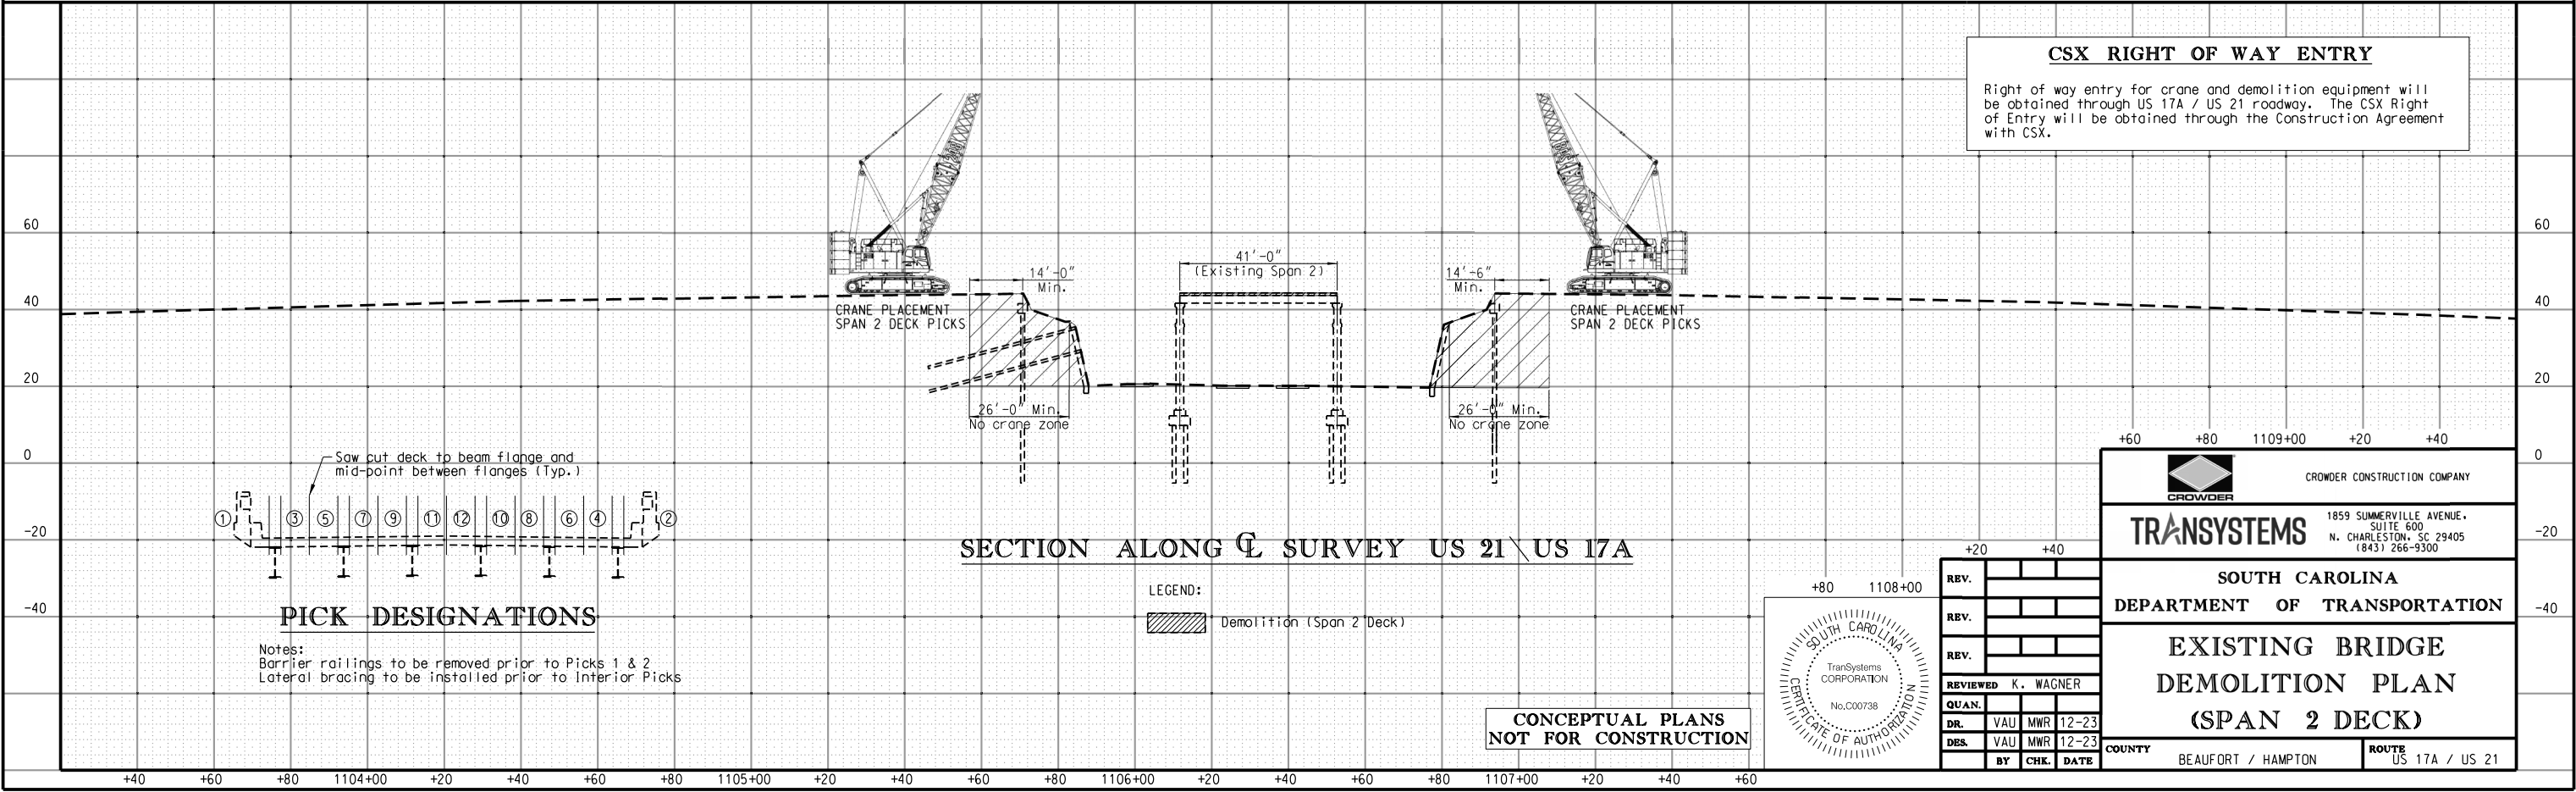 CSX RIGHT OF WAY ENTRY
Right of way entry for crane and demolition equipment will
be obtained through US 17A / US 21 roadway. The CSX Right
of Entry will be obtained through the Construction Agreement
with CSX.
60
40
20
0
-20
-40
60
40
20
0
-20
-40
14'-0"
Min.
41'-0"
(Existing Span 2)
14'-6"
Min.
CRANE PLACEMENT
SPAN 2 DECK PICKS
CRANE PLACEMENT
SPAN 2 DECK PICKS
26'-0" Min.
No crane zone
26'-0" Min.
No crane zone
Saw cut deck to beam flange and
mid-point between flanges (Typ.)
1 3 5 7 9 11 12 10 8 6 4 2
PICK DESIGNATIONS
Notes:
Barrier railings to be removed prior to Picks 1 & 2
Lateral bracing to be installed prior to Interior Picks
SECTION ALONG ℄ SURVEY US 21\US 17A
LEGEND:
Demolition (Span 2 Deck)
CONCEPTUAL PLANS
NOT FOR CONSTRUCTION
+40 +60 +80 1104+00 +20 +40 +60 +80 1105+00 +20 +40 +60 +80 1106+00 +20 +40 +60 +80 1107+00 +20 +40 +60
+80 1108+00
+20 +40
+60 +80 1109+00 +20 +40
SOUTH CAROLINA
TranSystems
CORPORATION
No.C00738
CERTIFICATE OF AUTHORIZATION
CROWDER
CROWDER CONSTRUCTION COMPANY
TRANSYSTEMS
1859 SUMMERVILLE AVENUE.
SUITE 600
N. CHARLESTON. SC 29405
(843) 266-9300
SOUTH CAROLINA
DEPARTMENT OF TRANSPORTATION
EXISTING BRIDGE
DEMOLITION PLAN
(SPAN 2 DECK)
REV.
REV.
REV.
REVIEWED K. WAGNER
QUAN.
DR. VAU MWR 12-23
DES. VAU MWR 12-23
BY CHK. DATE
COUNTY
BEAUFORT / HAMPTON
ROUTE
US 17A / US 21